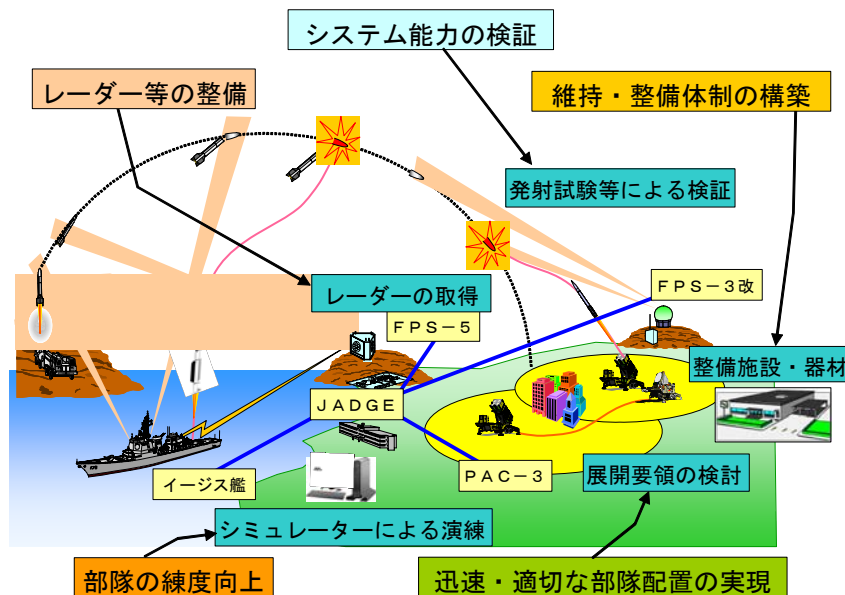 システム能力の検証
レーダー等の整備
維持・整備体制の構築
発射試験等による検証
レーダーの取得
FPS-3改
FPS-5
整備施設・器材
JADGE
PAC-3
展開要領の検討
イージス艦
シミュレーターによる演練
部隊の練度向上
迅速・適切な部隊配置の実現